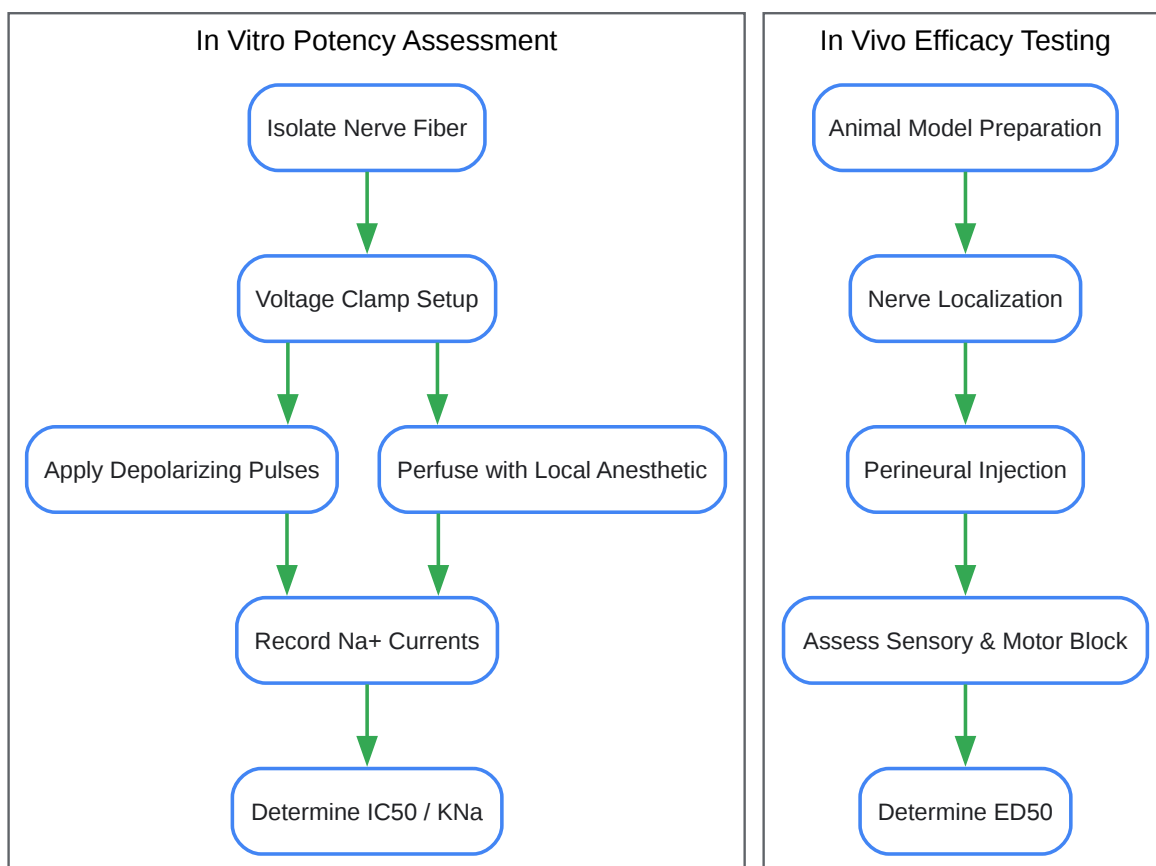 In Vitro Potency Assessment
Isolate Nerve Fiber
Voltage Clamp Setup
Apply Depolarizing Pulses
Perfuse with Local Anesthetic
Record Na+ Currents
Determine IC50 / KNa
In Vivo Efficacy Testing
Animal Model Preparation
Nerve Localization
Perineural Injection
Assess Sensory & Motor Block
Determine ED50